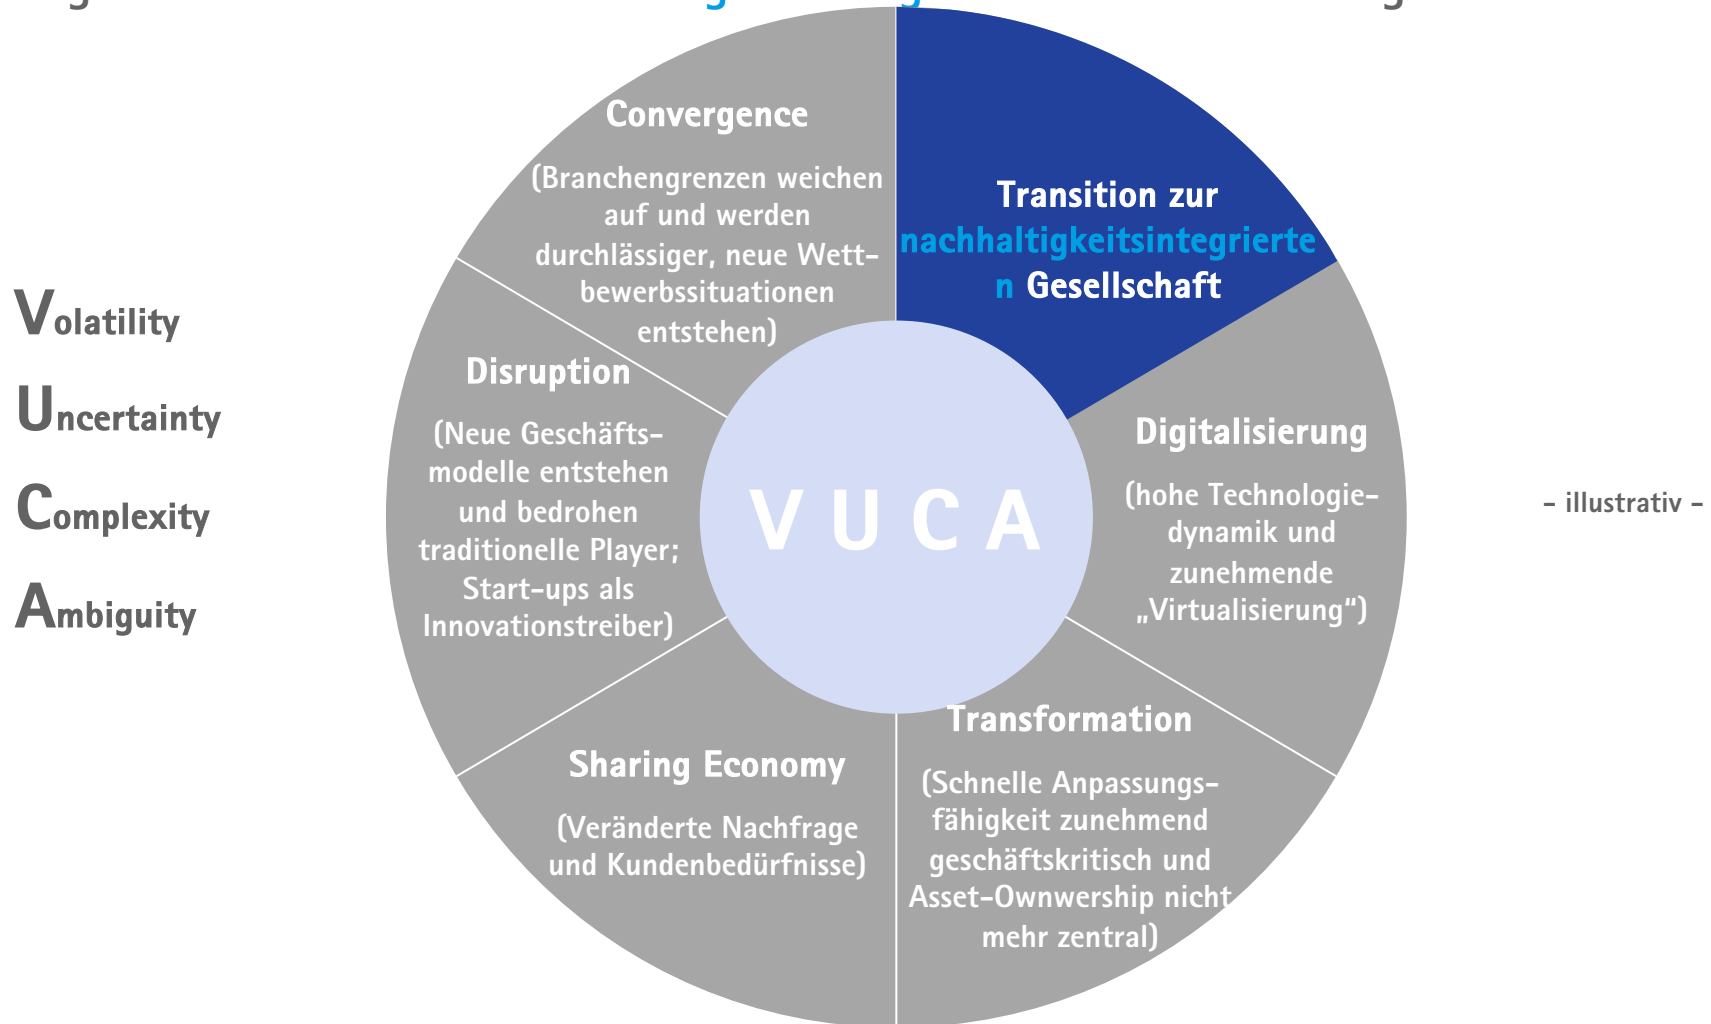 Convergence
(Branchengrenzen weichen
auf und werden
durchlässiger, neue Wett-
bewerbssituationen
entstehen)
Transition zur
nachhaltigkeitsintegrierte
n Gesellschaft
Volatility
Uncertainty
Complexity
Ambiguity
Disruption
(Neue Geschäfts-
modelle entstehen
und bedrohen
traditionelle Player;
Start-ups als
Innovationstreiber)
V U C A
Digitalisierung
(hohe Technologie-
dynamik und
zunehmende
„Virtualisierung“)
- illustrativ -
Sharing Economy
(Veränderte Nachfrage
und Kundenbedürfnisse)
Transformation
(Schnelle Anpassungs-
fähigkeit zunehmend
geschäftskritisch und
Asset-Ownwership nicht
mehr zentral)